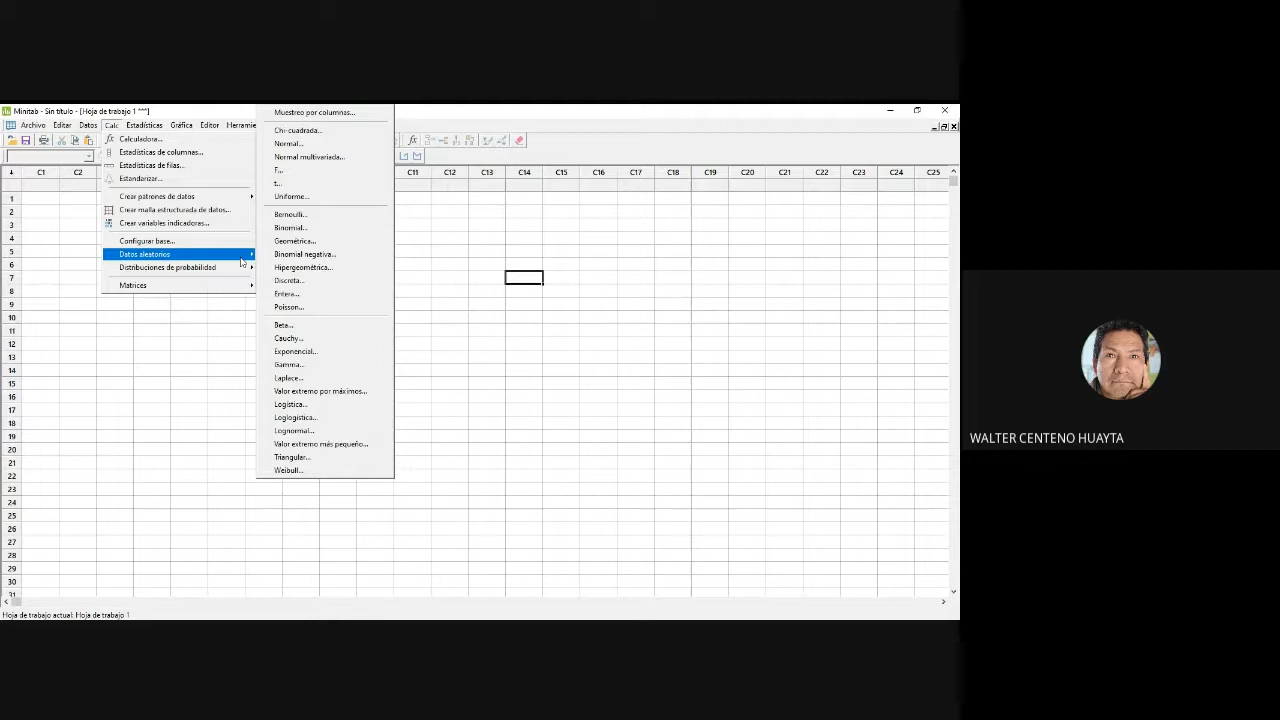 Minitab - Sin título - [Hoja de trabajo 1 ***]
Archivo Editar Datos Calc Estadísticas Gráfica Editor Herramie
Calculadora...
Estadísticas de columnas...
Estadísticas de filas...
Estandarizar...
Crear patrones de datos
Crear malla estructurada de datos...
Crear variables indicadoras...
Configurar base...
Datos aleatorios
Distribuciones de probabilidad
Matrices
Muestreo por columnas...
Chi-cuadrada...
Normal...
Normal multivariada...
F...
t...
Uniforme...
Bernoulli...
Binomial...
Geométrica...
Binomial negativa...
Hipergeométrica...
Discreta...
Entera...
Poisson...
Beta...
Cauchy...
Exponencial...
Gamma...
Laplace...
Valor extremo por máximos...
Logística...
Loglogística...
Lognormal...
Valor extremo más pequeño...
Triangular...
Weibull...
C1 C2 C11 C12 C13 C14 C15 C16 C17 C18 C19 C20 C21 C22 C23 C24 C25
1
2
3
4
5
6
7
8
9
10
11
12
13
14
15
16
17
18
19
20
21
22
23
24
25
26
27
28
29
30
31
Hoja de trabajo actual: Hoja de trabajo 1
WALTER CENTENO HUAYTA